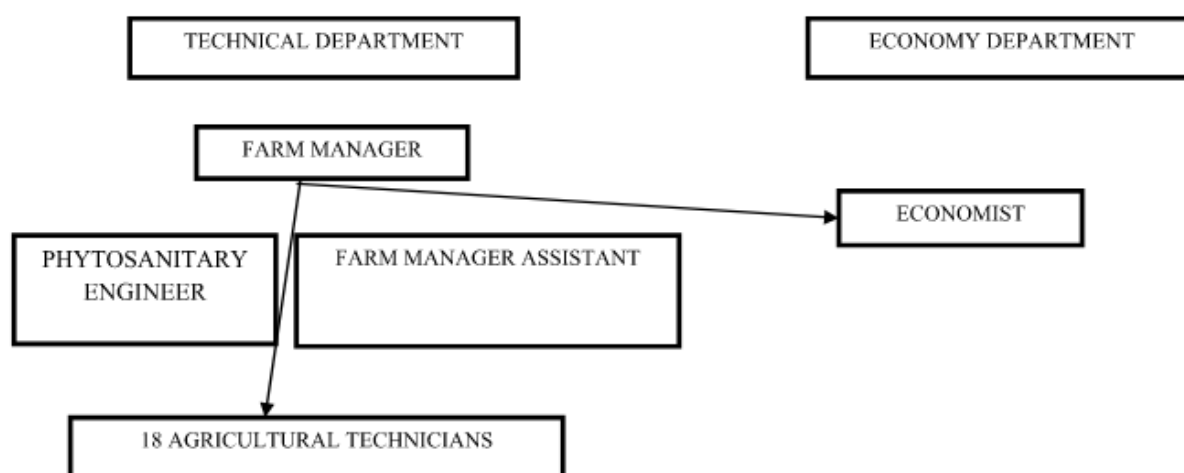 TECHNICAL DEPARTMENT
ECONOMY DEPARTMENT
FARM MANAGER
ECONOMIST
PHYTOSANITARY
ENGINEER
FARM MANAGER ASSISTANT
18 AGRICULTURAL TECHNICIANS